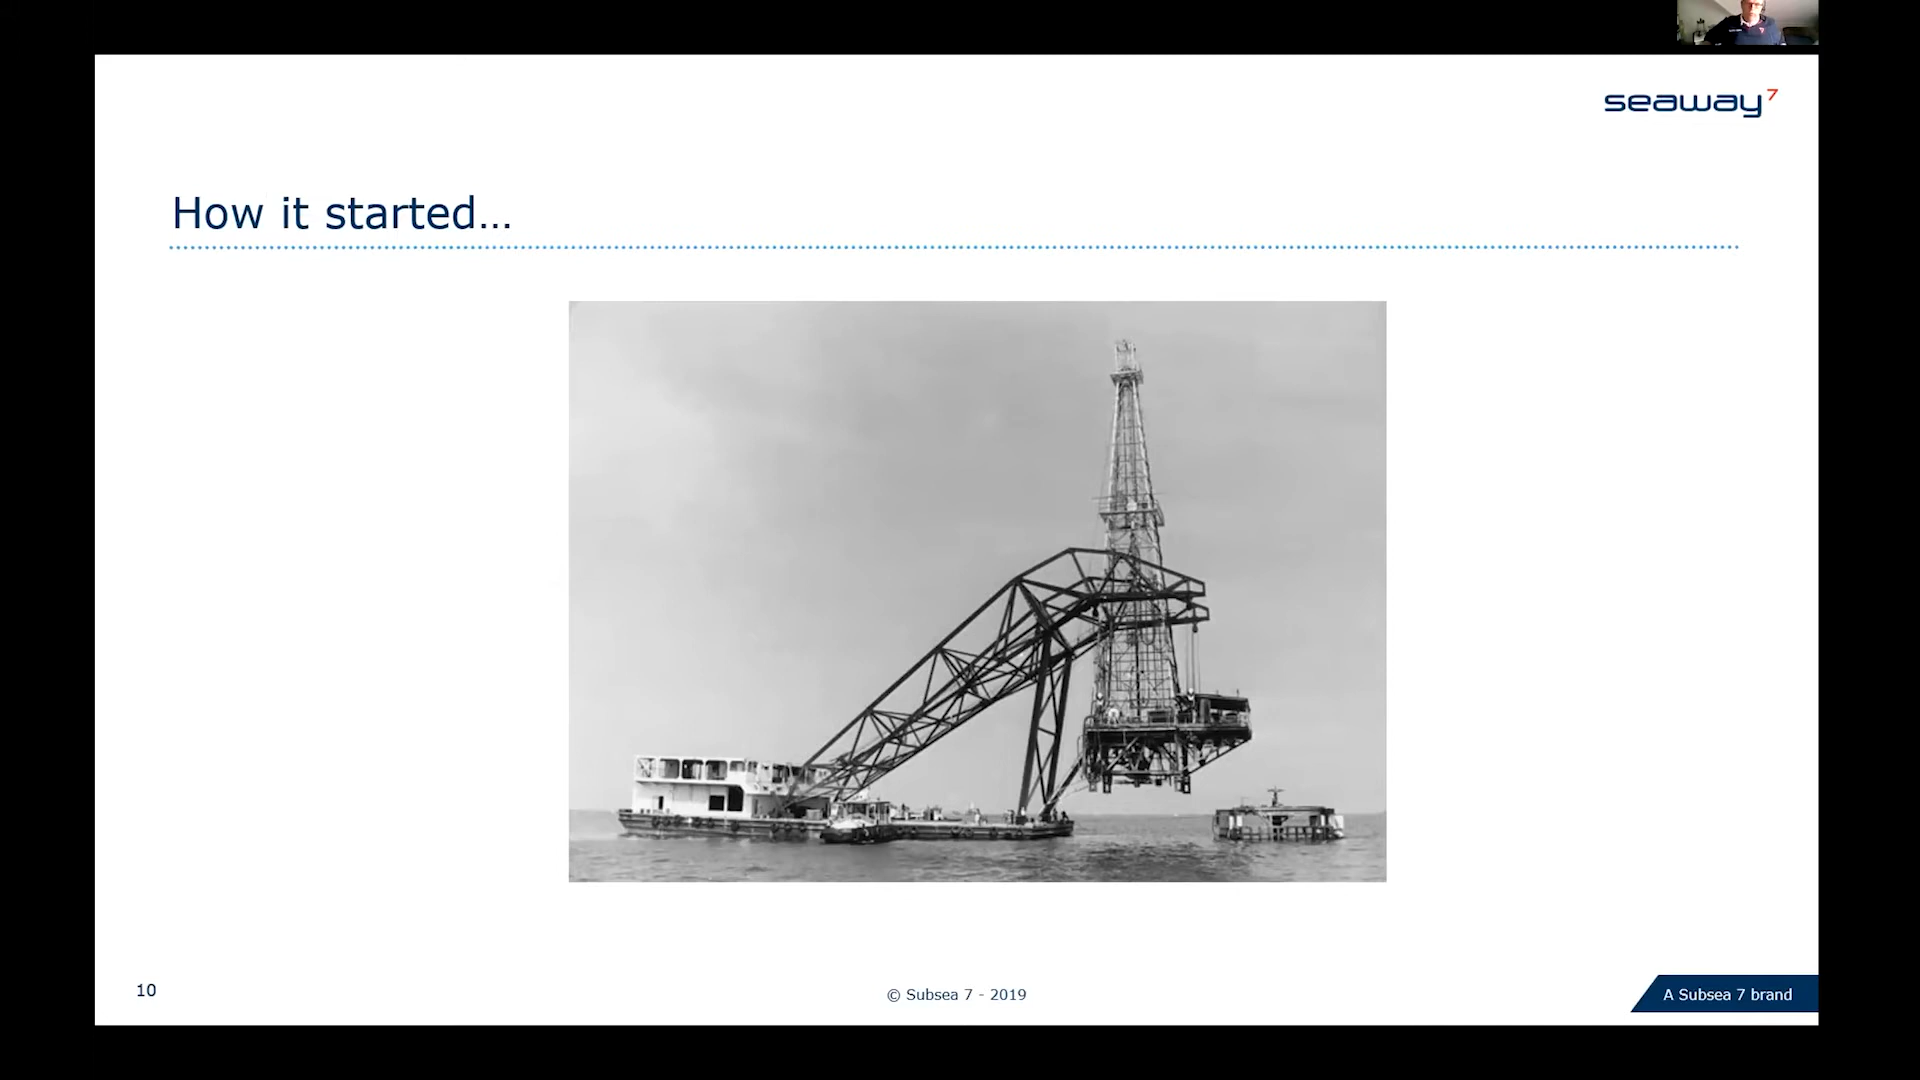 seaway7
How it started...
10
© Subsea 7 - 2019
A Subsea 7 brand